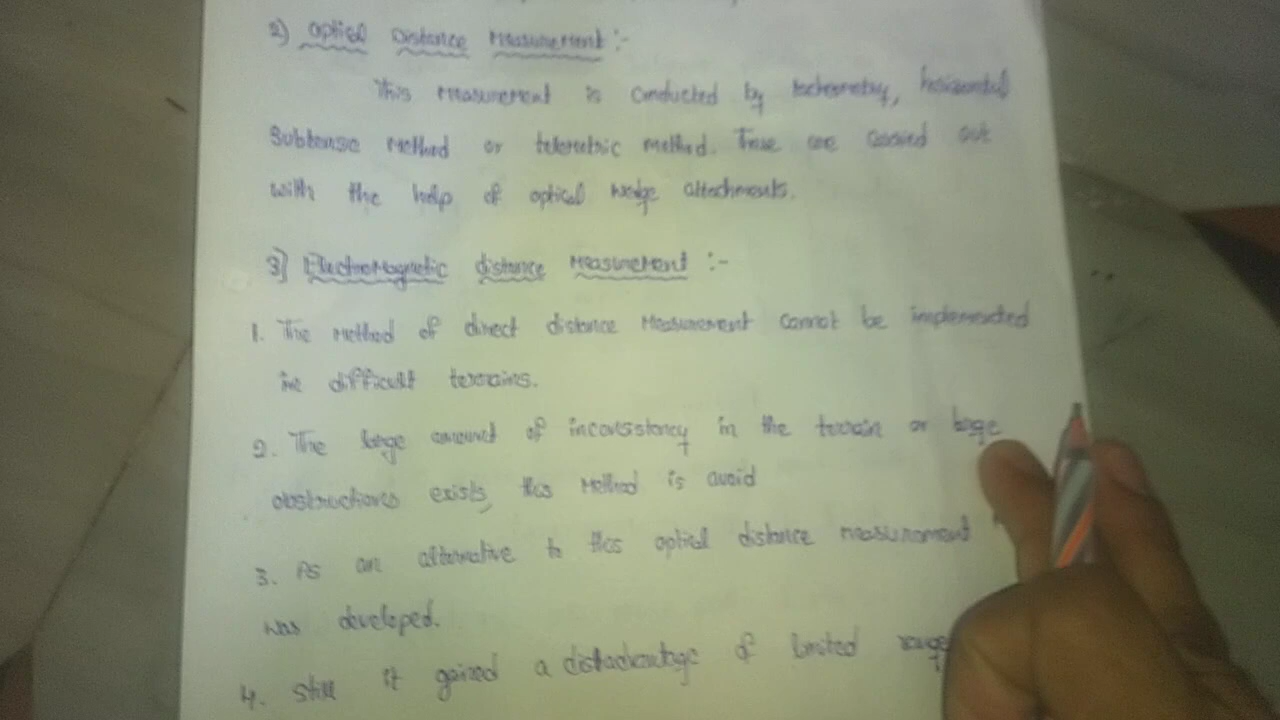 2) Optical Distance Measurement :-
This measurement is conducted by tacheometry, horizontal
Subtense method or telemetric method. These are carried out
with the help of optical wedge attachments.
3) ElectroMagnetic distance Measurement :-
1. The method of direct distance measurement cannot be implemented
in difficult terrains.
2. The large amount of inconsistency in the terrain or large
obstructions exists, this method is avoid
3. As an alternative to this optical distance measurement
was developed.
4. still it gained a disadvantage of limited range